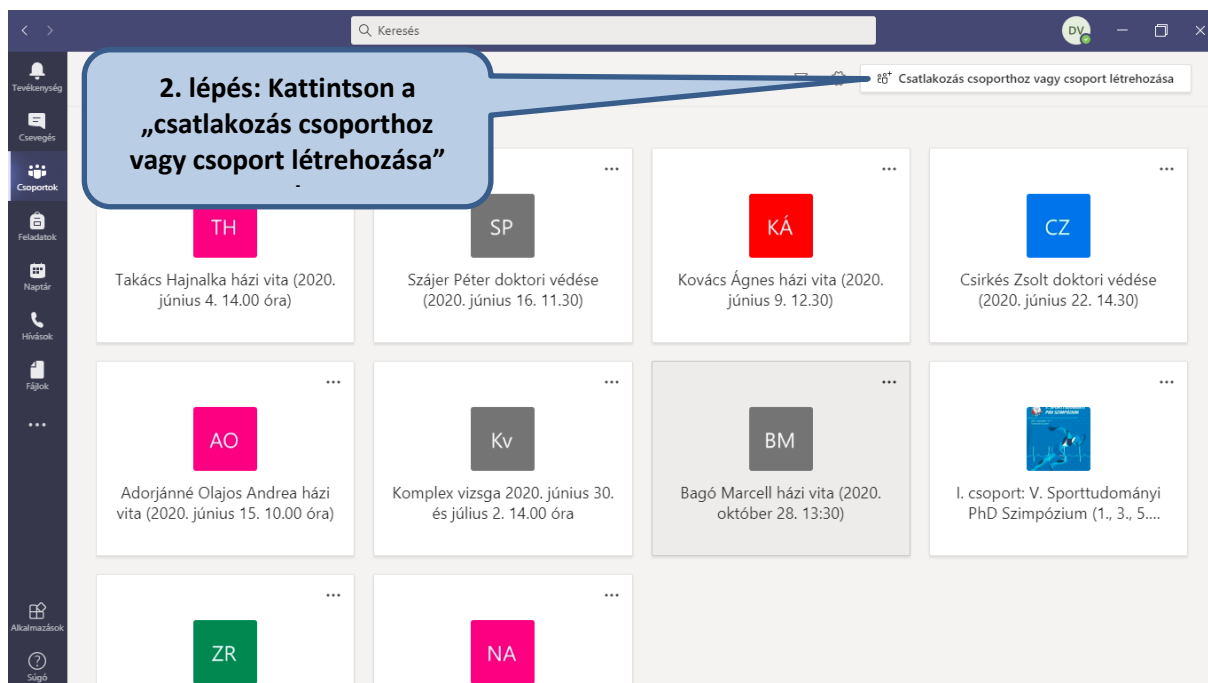 Keresés
DV
Tevékenység
Csevegés
Csoportok
Feladatok
Naptár
Hívások
Fájlok
Alkalmazások
Súgó
2. lépés: Kattintson a
„csatlakozás csoporthoz
vagy csoport létrehozása”
Csatlakozás csoporthoz vagy csoport létrehozása
TH
Takács Hajnalka házi vita (2020.
június 4. 14.00 óra)
SP
Szájer Péter doktori védése
(2020. június 16. 11.30)
KÁ
Kovács Ágnes házi vita (2020.
június 9. 12.30)
CZ
Csirkés Zsolt doktori védése
(2020. június 22. 14.30)
AO
Adorjánné Olajos Andrea házi
vita (2020. június 15. 10.00 óra)
Kv
Komplex vizsga 2020. június 30.
és július 2. 14.00 óra
BM
Bagó Marcell házi vita (2020.
október 28. 13:30)
PHD SZIMPÓZIUM
I. csoport: V. Sporttudományi
PhD Szimpózium (1., 3., 5....
ZR
NA